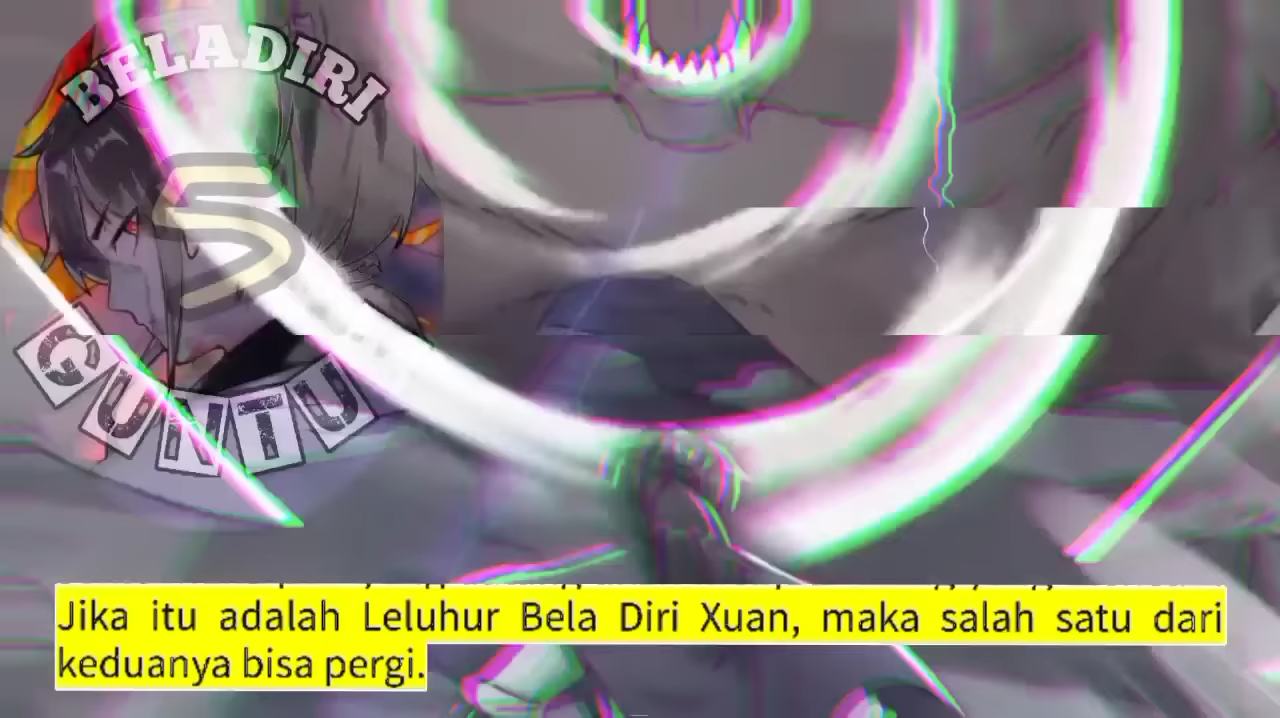 BELADIRI
S
GUNTU
Jika itu adalah Leluhur Bela Diri Xuan, maka salah satu dari
keduanya bisa pergi.